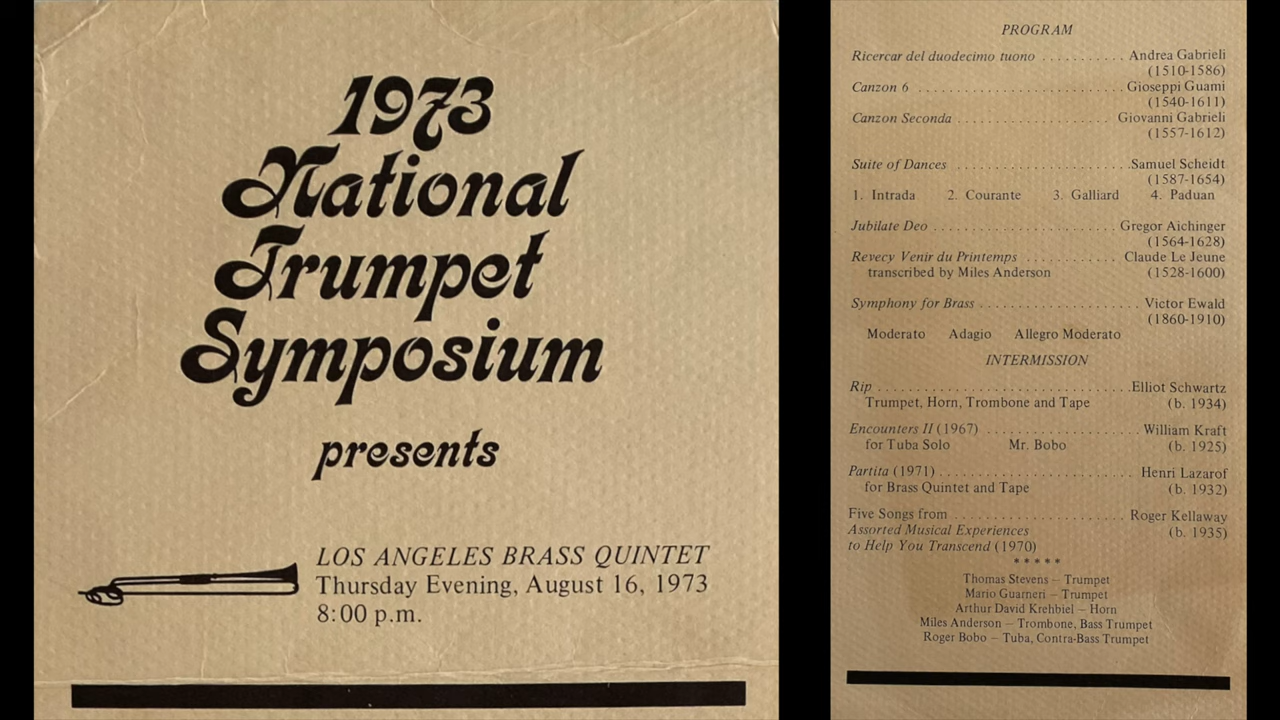 1973
National
Trumpet
Symposium
presents
LOS ANGELES BRASS QUINTET
Thursday Evening, August 16, 1973
8:00 p.m.
PROGRAM
Ricercar del duodecimo tuono . . . . . . . . . . . Andrea Gabrieli
(1510-1586)
Canzon 6 . . . . . . . . . . . . . . . . . . . . . . . . . . . Gioseppi Guami
(1540-1611)
Canzon Seconda . . . . . . . . . . . . . . . . . . . . Giovanni Gabrieli
(1557-1612)
Suite of Dances . . . . . . . . . . . . . . . . . . . . . . . Samuel Scheidt
(1587-1654)
1. Intrada 2. Courante 3. Galliard 4. Paduan
Jubilate Deo . . . . . . . . . . . . . . . . . . . . . . . . Gregor Aichinger
(1564-1628)
Revecy Venir du Printemps . . . . . . . . . . . . Claude Le Jeune
transcribed by Miles Anderson (1528-1600)
Symphony for Brass . . . . . . . . . . . . . . . . . . . . . Victor Ewald
(1860-1910)
Moderato Adagio Allegro Moderato
INTERMISSION
Rip . . . . . . . . . . . . . . . . . . . . . . . . . . . . . . . . Elliot Schwartz
Trumpet, Horn, Trombone and Tape (b. 1934)
Encounters II (1967) . . . . . . . . . . . . . . . . . . . . William Kraft
for Tuba Solo Mr. Bobo (b. 1925)
Partita (1971) . . . . . . . . . . . . . . . . . . . . . . . . . Henri Lazarof
for Brass Quintet and Tape (b. 1932)
Five Songs from . . . . . . . . . . . . . . . . . . . . . . Roger Kellaway
Assorted Musical Experiences (b. 1935)
to Help You Transcend (1970)
* * * * *
Thomas Stevens – Trumpet
Mario Guarneri – Trumpet
Arthur David Krehbiel – Horn
Miles Anderson – Trombone, Bass Trumpet
Roger Bobo – Tuba, Contra-Bass Trumpet